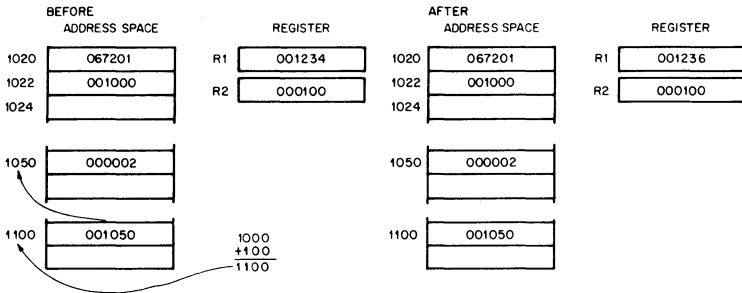 BEFORE
ADDRESS SPACE
REGISTER
1020 067201
1022 001000
1024
R1 001234
R2 000100
1050 000002
1100 001050
1000
+100
1100
AFTER
ADDRESS SPACE
REGISTER
1020 067201
1022 001000
1024
R1 001236
R2 000100
1050 000002
1100 001050